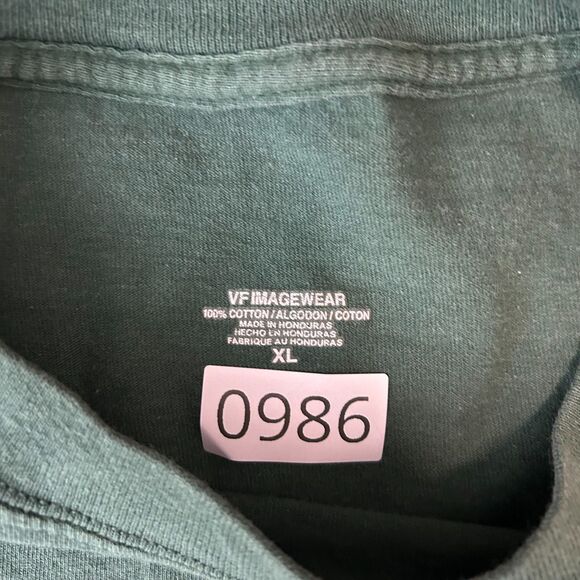 VF IMAGEWEAR
100% COTTON / ALGODON / COTON
MADE IN HONDURAS
HECHO EN HONDURAS
FABRIQUE AU HONDURAS
XL
0986